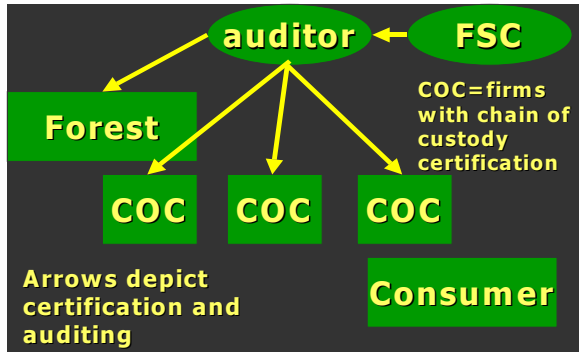 auditor
FSC
COC=firms
with chain of
custody
certification
Forest
COC
COC
COC
Arrows depict
certification and
auditing
Consumer